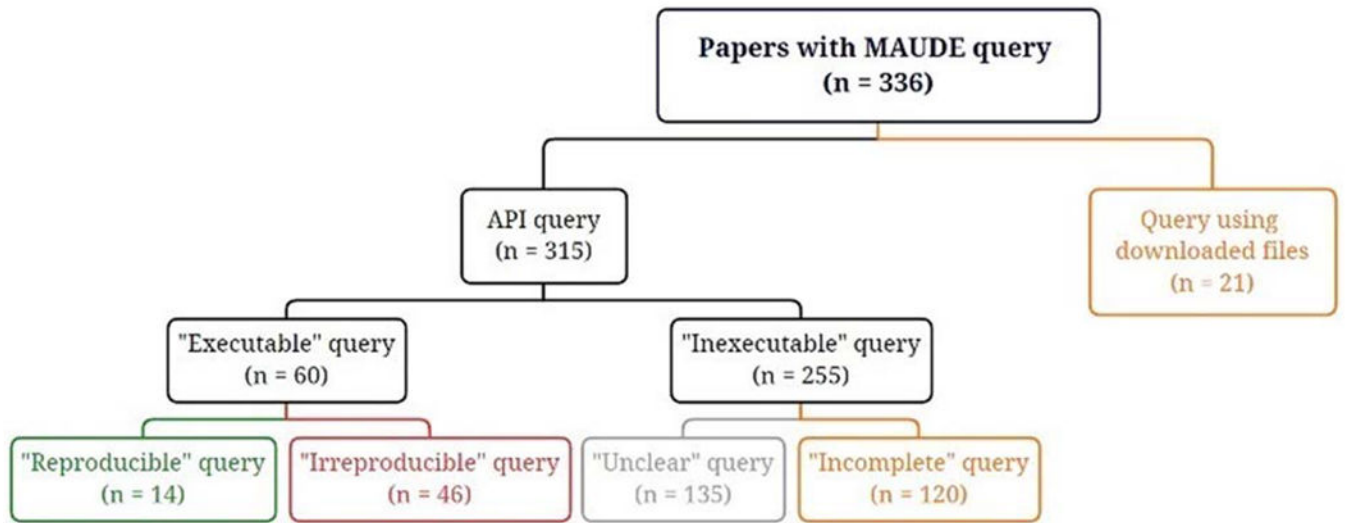 Papers with MAUDE query
(n = 336)
API query
(n = 315)
Query using
downloaded files
(n = 21)
"Executable" query
(n = 60)
"Inexecutable" query
(n = 255)
"Reproducible" query
(n = 14)
"Irreproducible" query
(n = 46)
"Unclear" query
(n = 135)
"Incomplete" query
(n = 120)